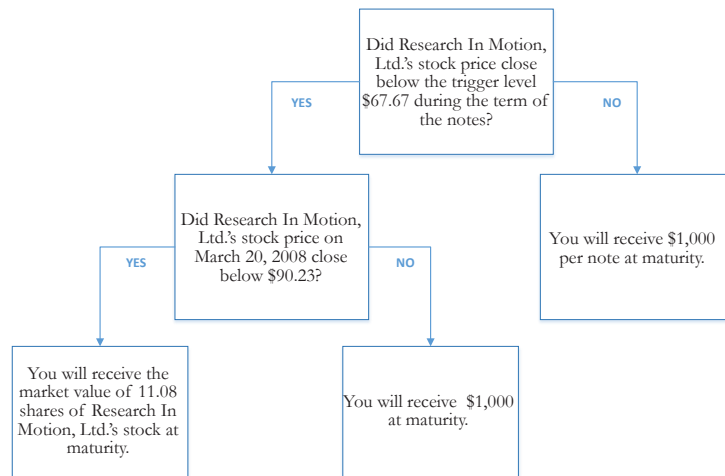 Did Research In Motion,
Ltd.'s stock price close
below the trigger level
$67.67 during the term of
the notes?
YES
NO
Did Research In Motion,
Ltd.'s stock price on
March 20, 2008 close
below $90.23?
You will receive $1,000
per note at maturity.
YES
NO
You will receive the
market value of 11.08
shares of Research In
Motion, Ltd.'s stock at
maturity.
You will receive $1,000
at maturity.